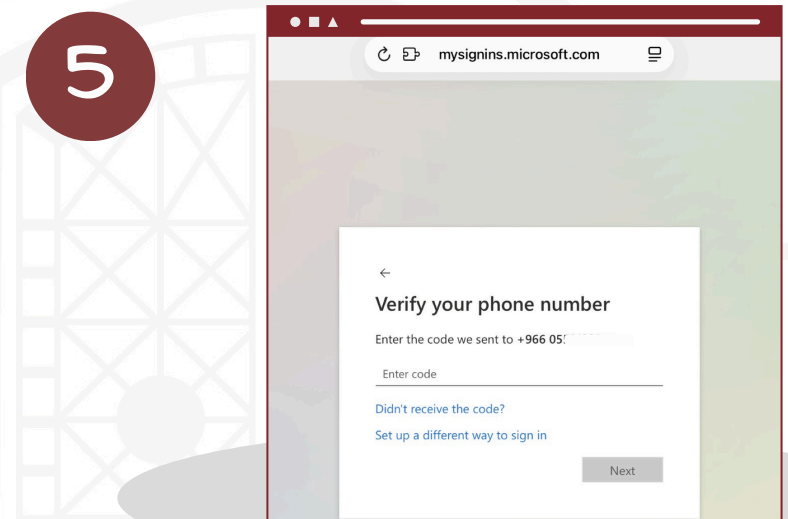 5
mysignins.microsoft.com
Verify your phone number
Enter the code we sent to +966 05
Enter code
Didn't receive the code?
Set up a different way to sign in
Next